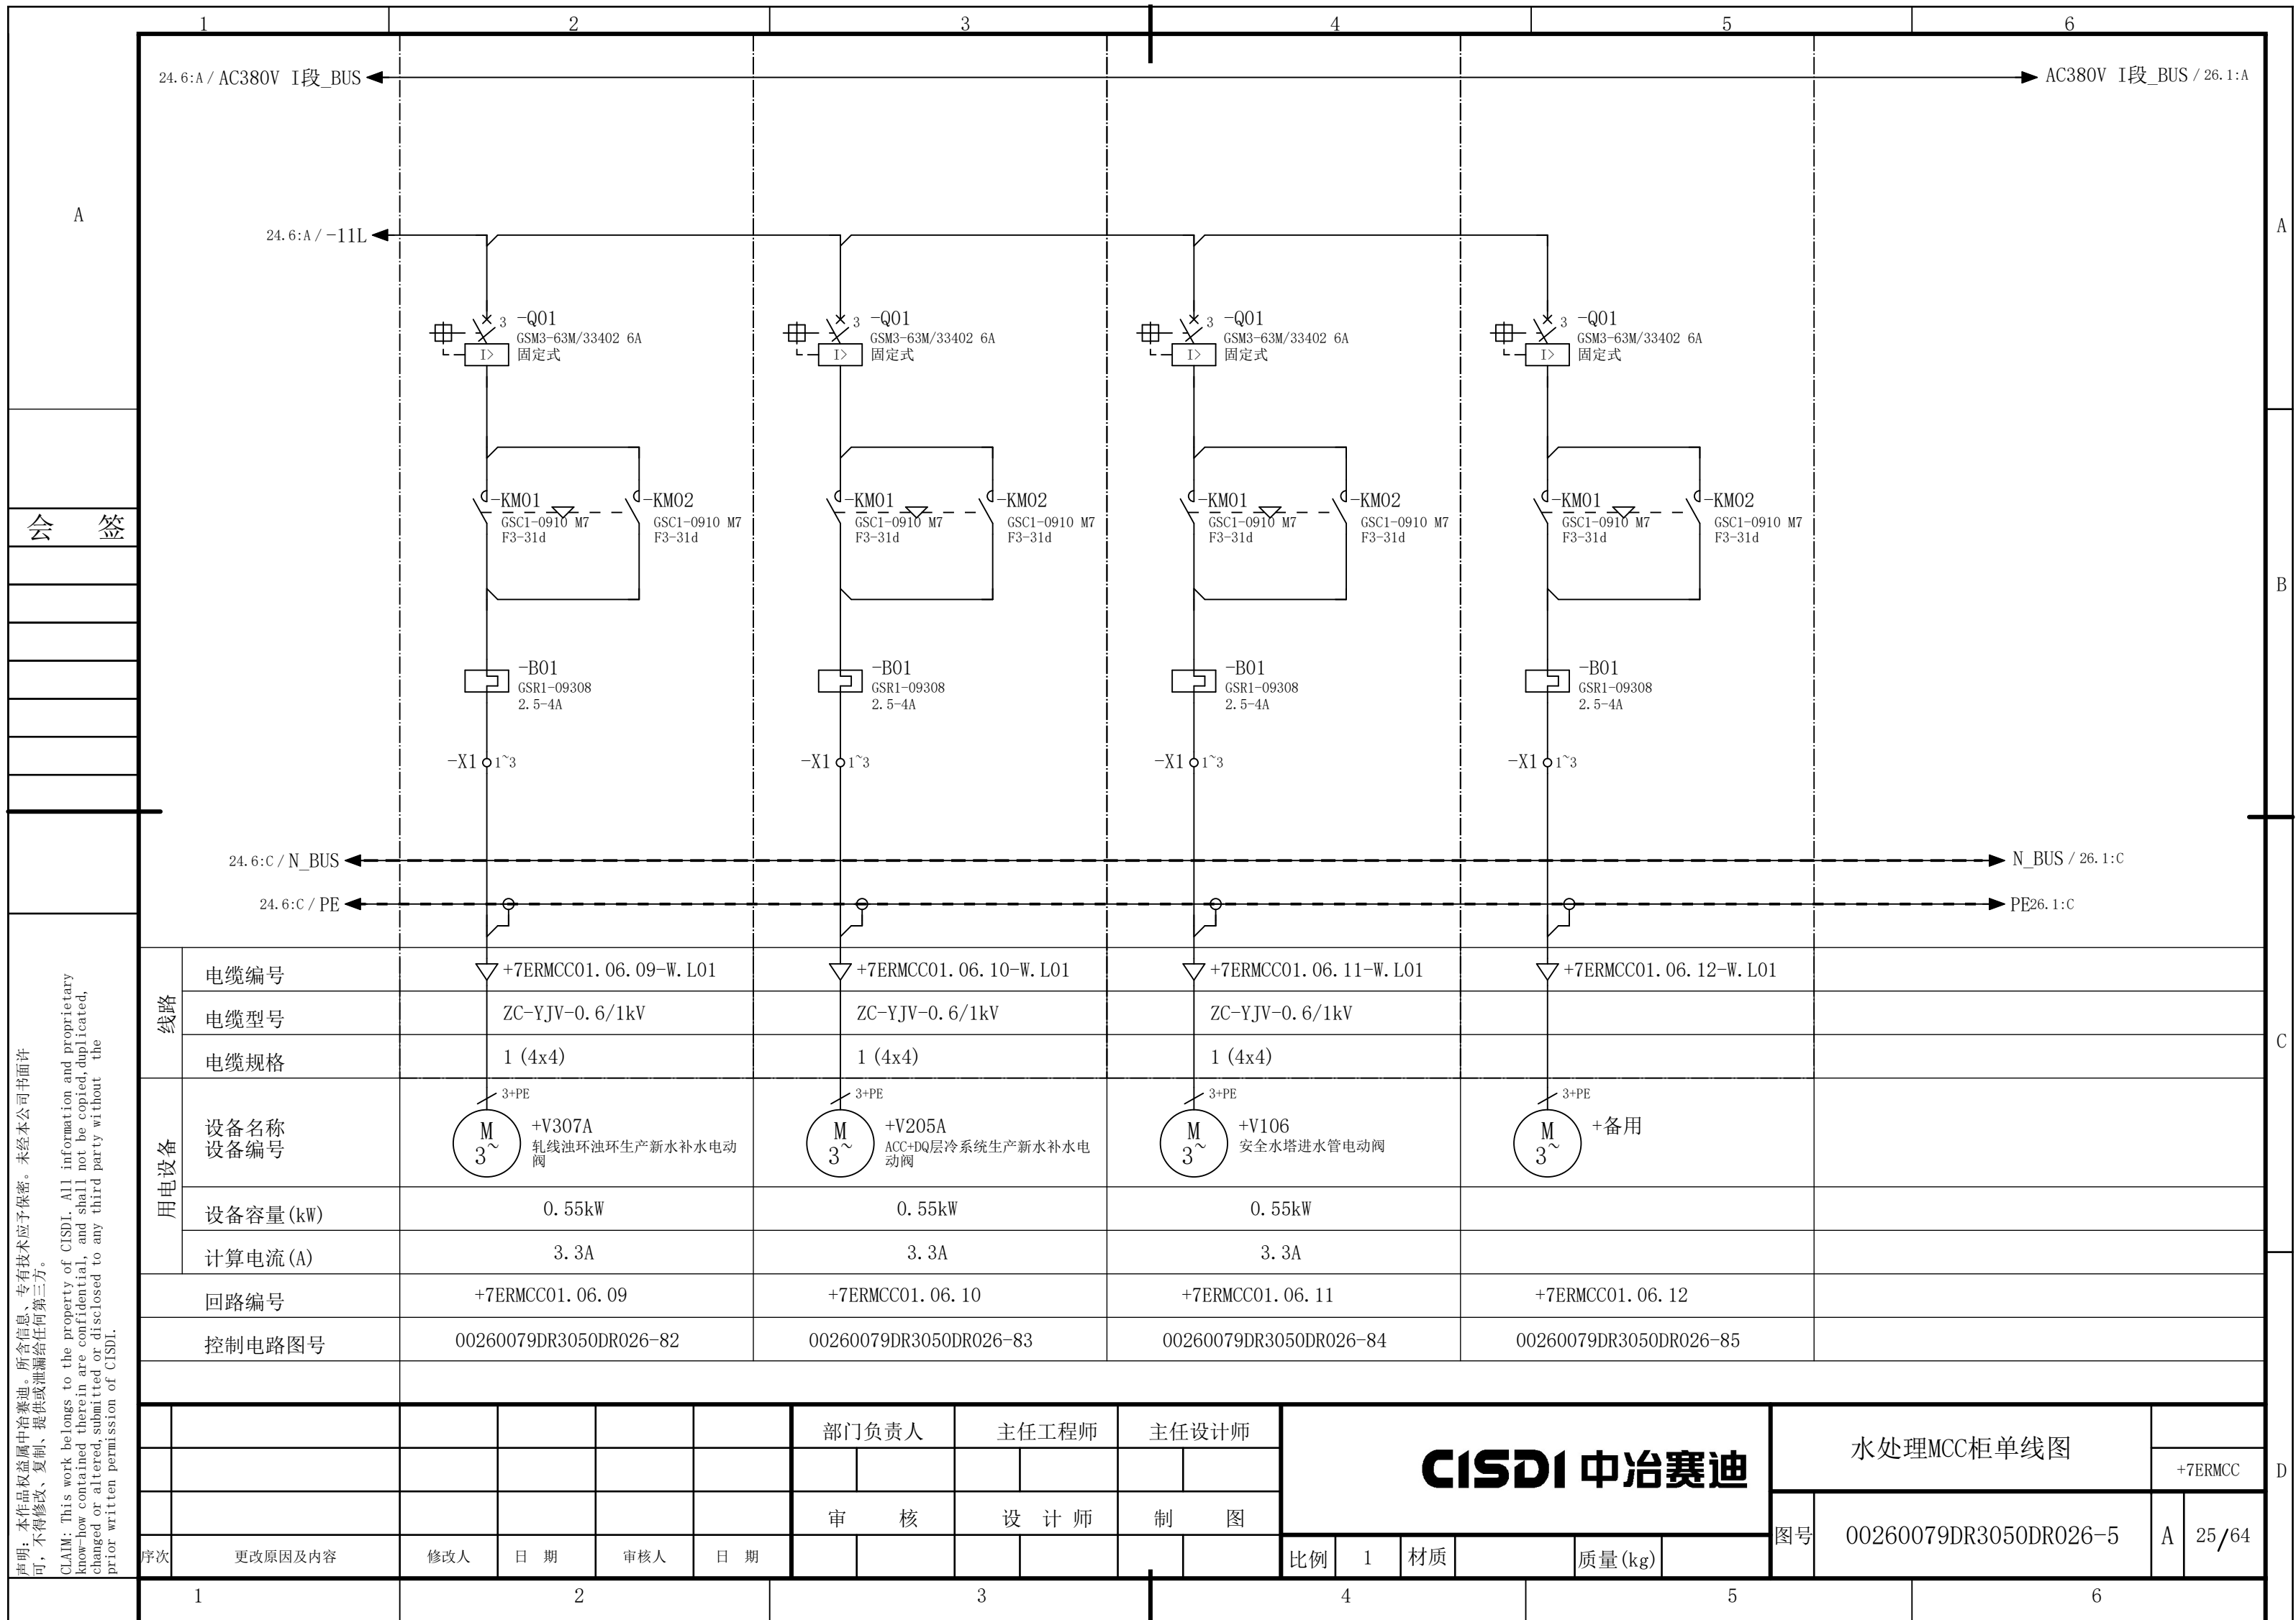 1 2 3 4 5 6
24.6:A / AC380V I段_BUS
AC380V I段_BUS / 26.1:A
A
A
24.6:A / -11L
3 -Q01
GSM3-63M/33402 6A
固定式
I>
3 -Q01
GSM3-63M/33402 6A
固定式
I>
3 -Q01
GSM3-63M/33402 6A
固定式
I>
3 -Q01
GSM3-63M/33402 6A
固定式
I>
-KM01
GSC1-0910 M7
F3-31d
-KM02
GSC1-0910 M7
F3-31d
-KM01
GSC1-0910 M7
F3-31d
-KM02
GSC1-0910 M7
F3-31d
-KM01
GSC1-0910 M7
F3-31d
-KM02
GSC1-0910 M7
F3-31d
-KM01
GSC1-0910 M7
F3-31d
-KM02
GSC1-0910 M7
F3-31d
会 签
B
-B01
GSR1-09308
2.5-4A
-B01
GSR1-09308
2.5-4A
-B01
GSR1-09308
2.5-4A
-B01
GSR1-09308
2.5-4A
-X1 1~3
-X1 1~3
-X1 1~3
-X1 1~3
24.6:C / N_BUS
N_BUS / 26.1:C
24.6:C / PE
PE26.1:C
线路
电缆编号 +7ERMCC01.06.09-W.L01 +7ERMCC01.06.10-W.L01 +7ERMCC01.06.11-W.L01 +7ERMCC01.06.12-W.L01
电缆型号 ZC-YJV-0.6/1kV ZC-YJV-0.6/1kV ZC-YJV-0.6/1kV
电缆规格 1 (4x4) 1 (4x4) 1 (4x4)
C
用电设备
设备名称
设备编号
3+PE
M
3~
+V307A
轧线浊环浊环生产新水补水电动
阀
3+PE
M
3~
+V205A
ACC+DQ层冷系统生产新水补水电
动阀
3+PE
M
3~
+V106
安全水塔进水管电动阀
3+PE
M
3~
+备用
设备容量(kW) 0.55kW 0.55kW 0.55kW
计算电流(A) 3.3A 3.3A 3.3A
回路编号 +7ERMCC01.06.09 +7ERMCC01.06.10 +7ERMCC01.06.11 +7ERMCC01.06.12
控制电路图号 00260079DR3050DR026-82 00260079DR3050DR026-83 00260079DR3050DR026-84 00260079DR3050DR026-85
声明：本作品权益属中冶赛迪。所含信息、专有技术应予保密。未经本公司书面许
可，不得修改、复制、提供或泄漏给任何第三方。
CLAIM: This work belongs to the property of CISDI. All information and proprietary
know-how contained therein are confidential, and shall not be copied,duplicated,
changed or altered,submitted or disclosed to any third party without the
prior written permission of CISDI.
序次 更改原因及内容 修改人 日 期 审核人 日 期
部门负责人 主任工程师 主任设计师
审 核 设 计 师 制 图
CISDI 中冶赛迪
比例 1 材质 质量(kg)
水处理MCC柜单线图
+7ERMCC
图号 00260079DR3050DR026-5 A 25/64
D
1 2 3 4 5 6